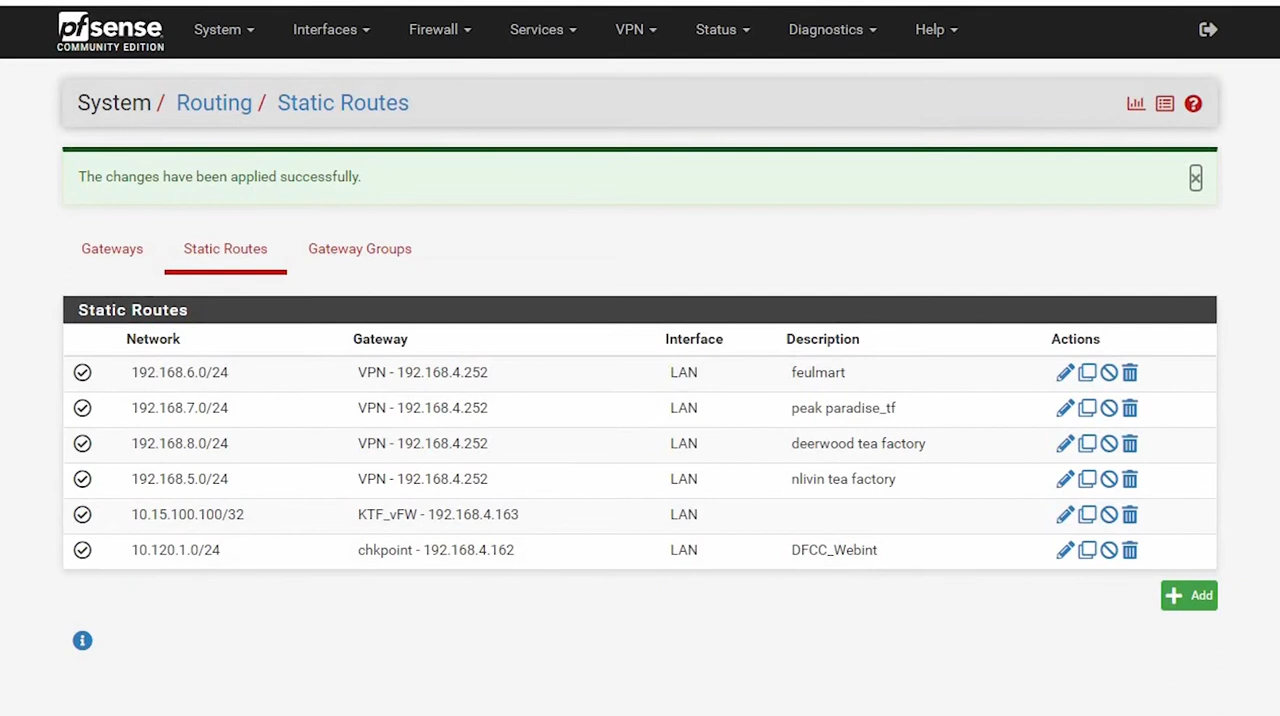 pfsense System Interfaces Firewall Services VPN Status Diagnostics Help
COMMUNITY EDITION
System / Routing / Static Routes
The changes have been applied successfully.
Gateways Static Routes Gateway Groups
Static Routes
Network Gateway Interface Description Actions
192.168.6.0/24 VPN - 192.168.4.252 LAN feulmart
192.168.7.0/24 VPN - 192.168.4.252 LAN peak paradise_tf
192.168.8.0/24 VPN - 192.168.4.252 LAN deerwood tea factory
192.168.5.0/24 VPN - 192.168.4.252 LAN nlivin tea factory
10.15.100.100/32 KTF_vFW - 192.168.4.163 LAN
10.120.1.0/24 chkpoint - 192.168.4.162 LAN DFCC_Webint
Add